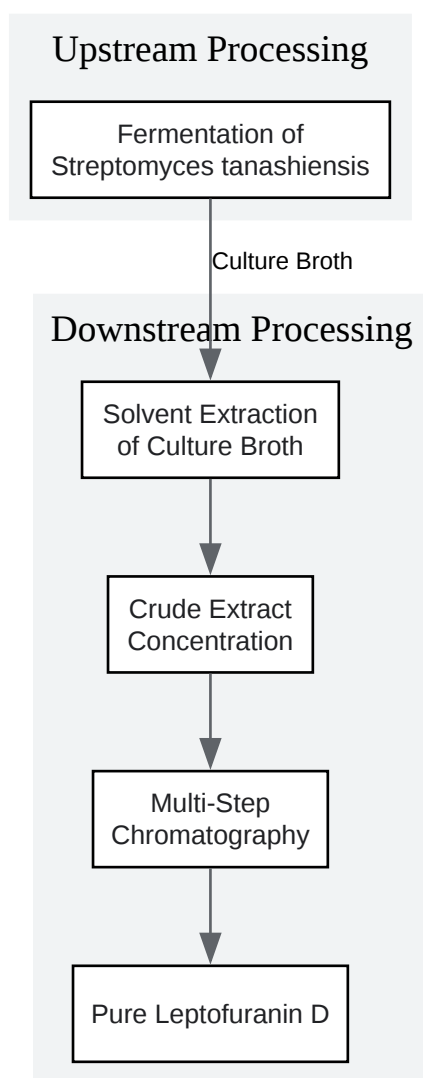 Upstream Processing
Fermentation of
Streptomyces tanashiensis
Culture Broth
Downstream Processing
Solvent Extraction
of Culture Broth
Crude Extract
Concentration
Multi-Step
Chromatography
Pure Leptofuranin D